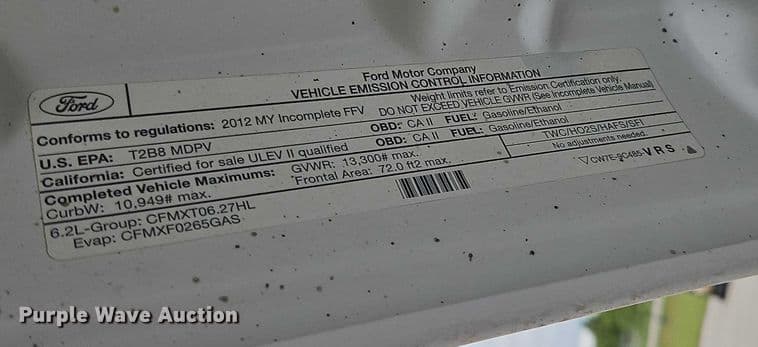 Ford
Ford Motor Company
VEHICLE EMISSION CONTROL INFORMATION
Conforms to regulations: 2012 MY Incomplete FFV
Weight limits refer to Emission Certification only.
DO NOT EXCEED VEHICLE GVWR (See Incomplete Vehicle Manual)
U.S. EPA: T2B8 MDPV OBD: CA II FUEL: Gasoline/Ethanol
California: Certified for sale ULEV II qualified OBD: CA II FUEL: Gasoline/Ethanol
Completed Vehicle Maximums: GVWR: 13,300# max. TWC/HO2S/HAFS/SFI
CurbW: 10,949# max. Frontal Area: 72.0 ft2 max. No adjustments needed.
6.2L-Group: CFMXT06.27HL
Evap: CFMXF0265GAS
VRS
Purple Wave Auction